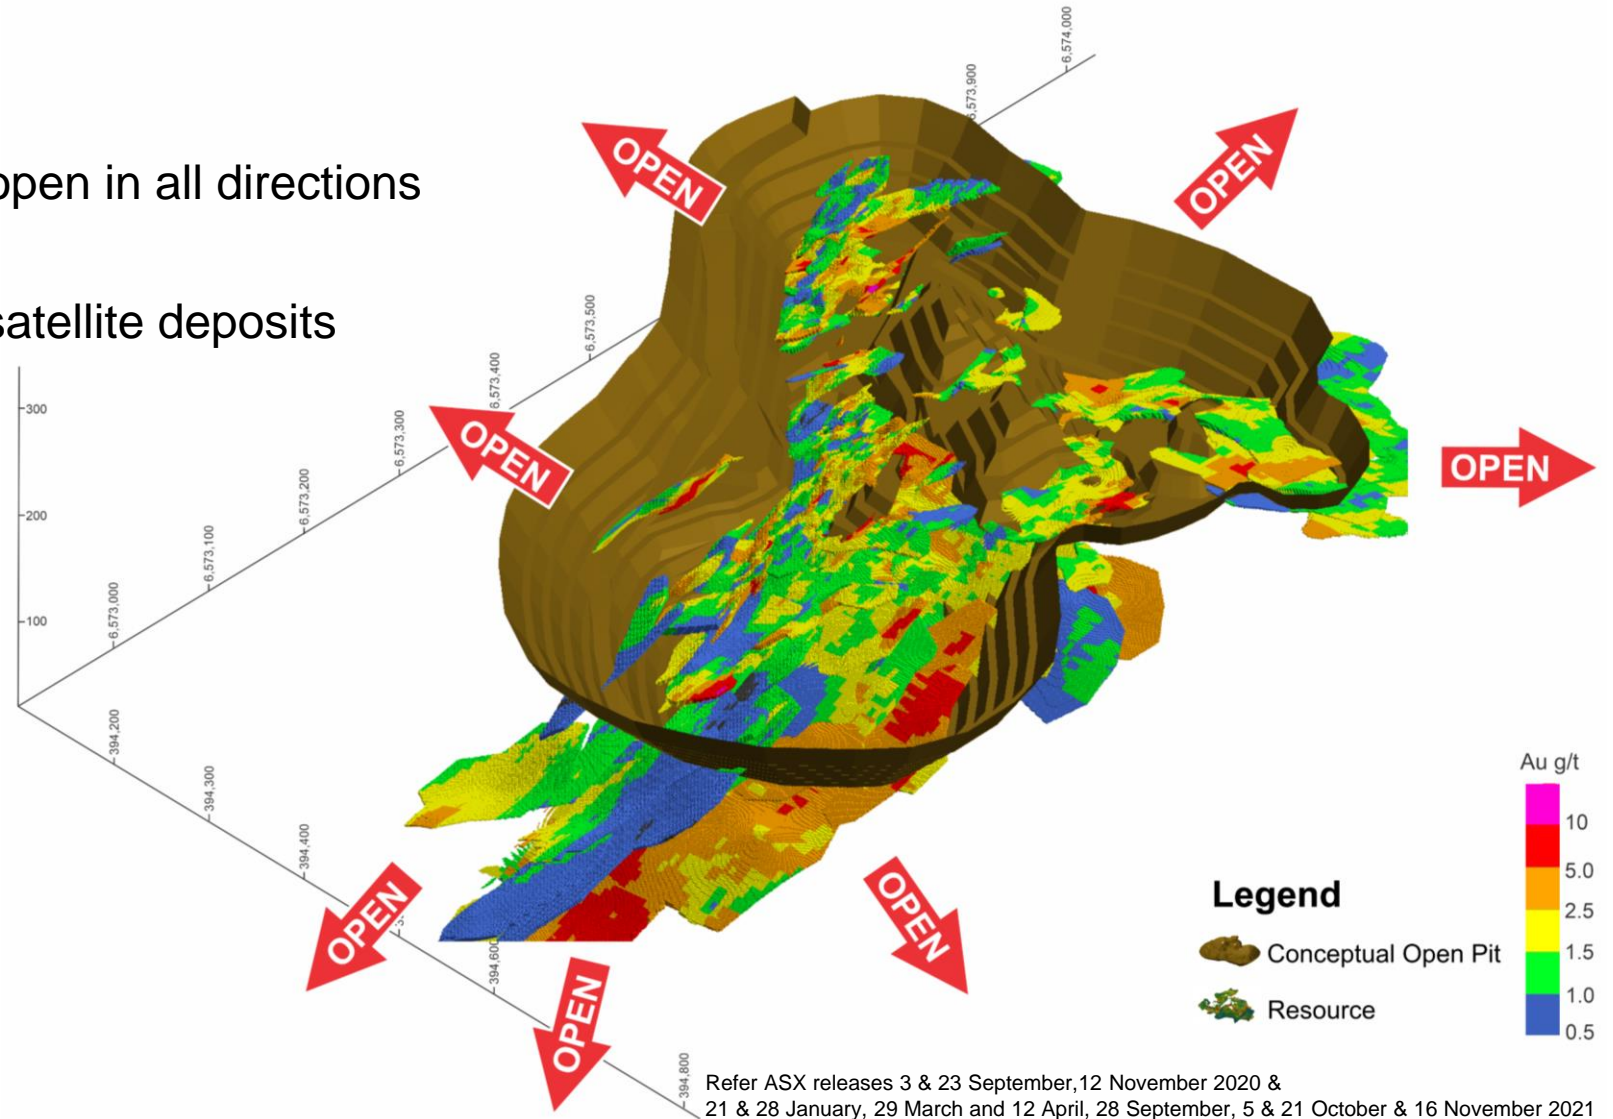 open in all directions
satellite deposits
OPEN
OPEN
OPEN
OPEN
OPEN
OPEN
OPEN
300
200
100
6,573,000
6,573,100
6,573,200
6,573,300
6,573,400
6,573,500
6,573,900
6,574,000
394,200
394,300
394,400
394,600
394,800
Legend
Conceptual Open Pit
Resource
Au g/t
10
5.0
2.5
1.5
1.0
0.5
Refer ASX releases 3 & 23 September,12 November 2020 &
21 & 28 January, 29 March and 12 April, 28 September, 5 & 21 October & 16 November 2021